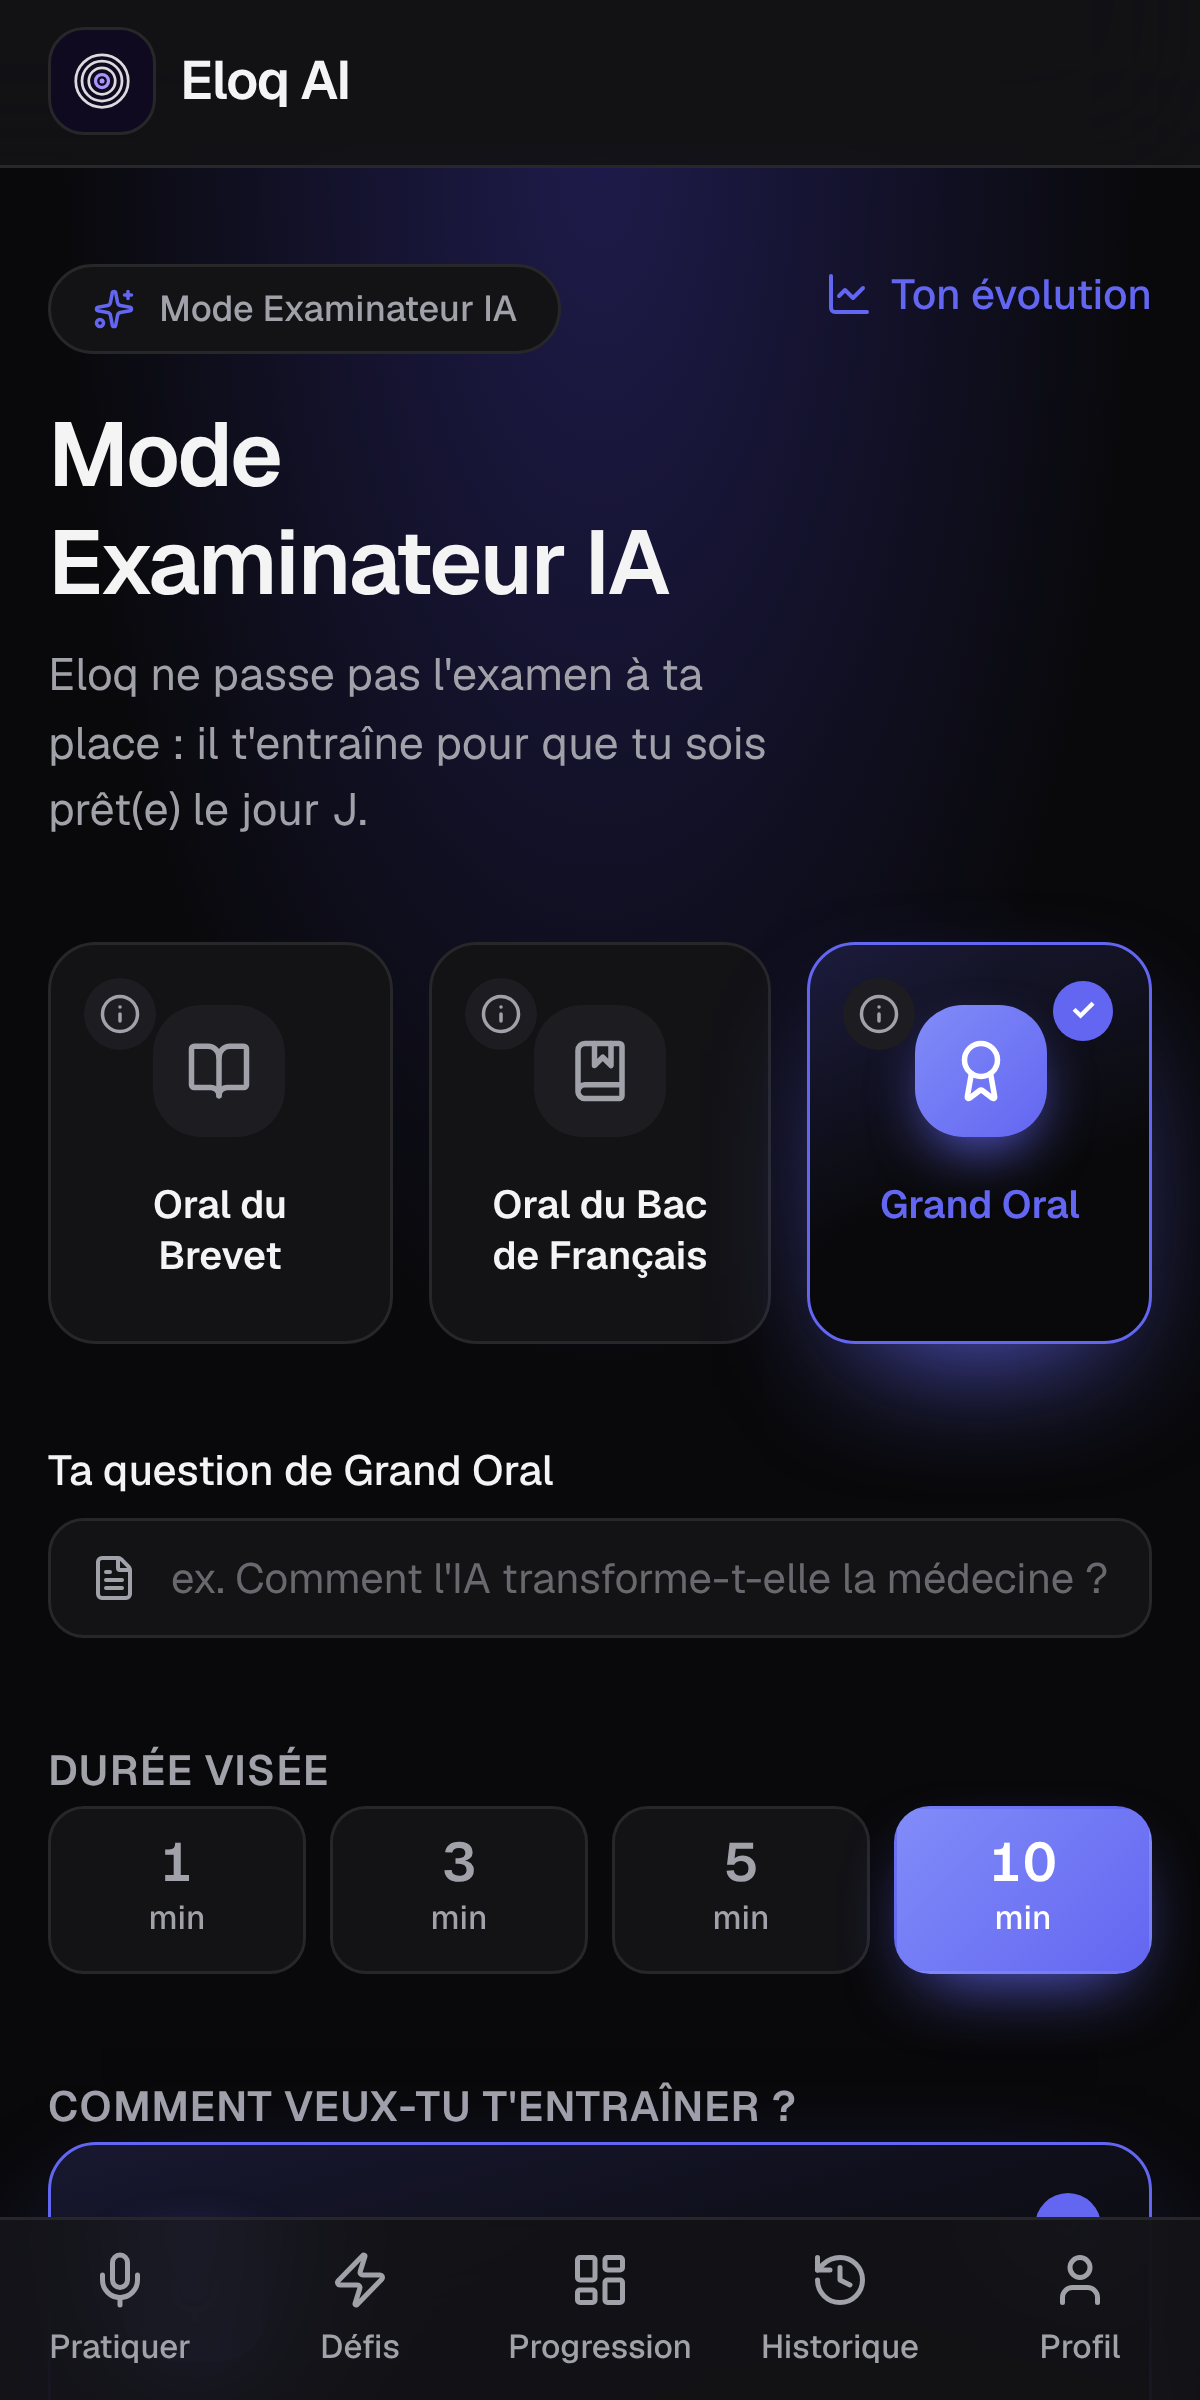 Eloq AI
Mode Examinateur IA
Ton évolution
Mode
Examinateur IA
Eloq ne passe pas l'examen à ta
place : il t'entraîne pour que tu sois
prêt(e) le jour J.
Oral du
Brevet
Oral du Bac
de Français
Grand Oral
Ta question de Grand Oral
ex. Comment l'IA transforme-t-elle la médecine ?
DURÉE VISÉE
1
min
3
min
5
min
10
min
COMMENT VEUX-TU T'ENTRAÎNER ?
Pratiquer
Défis
Progression
Historique
Profil